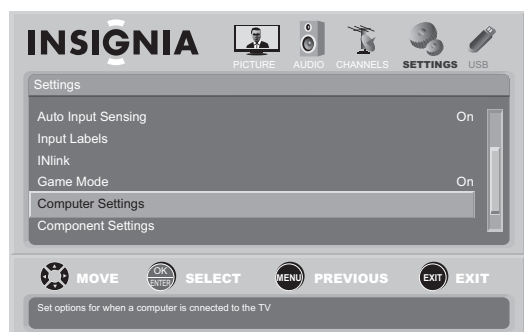 INSIGNIA
PICTURE AUDIO CHANNELS SETTINGS USB
Settings
Auto Input Sensing On
Input Labels
INlink
Game Mode On
Computer Settings
Component Settings
MOVE OK ENTER SELECT MENU PREVIOUS EXIT EXIT
Set options for when a computer is cnnected to the TV